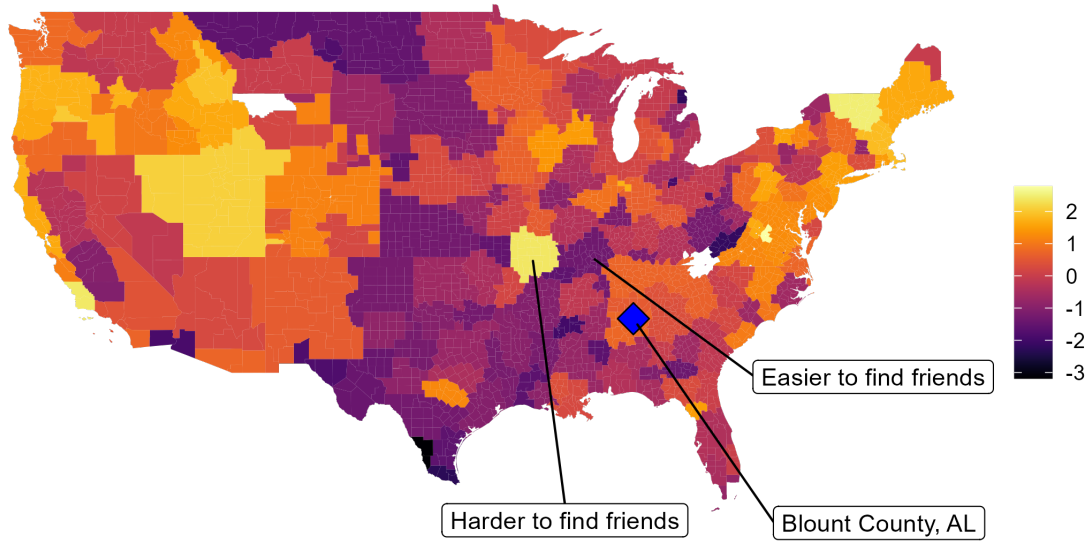 2
1
0
-1
-2
-3
Easier to find friends
Harder to find friends
Blount County, AL